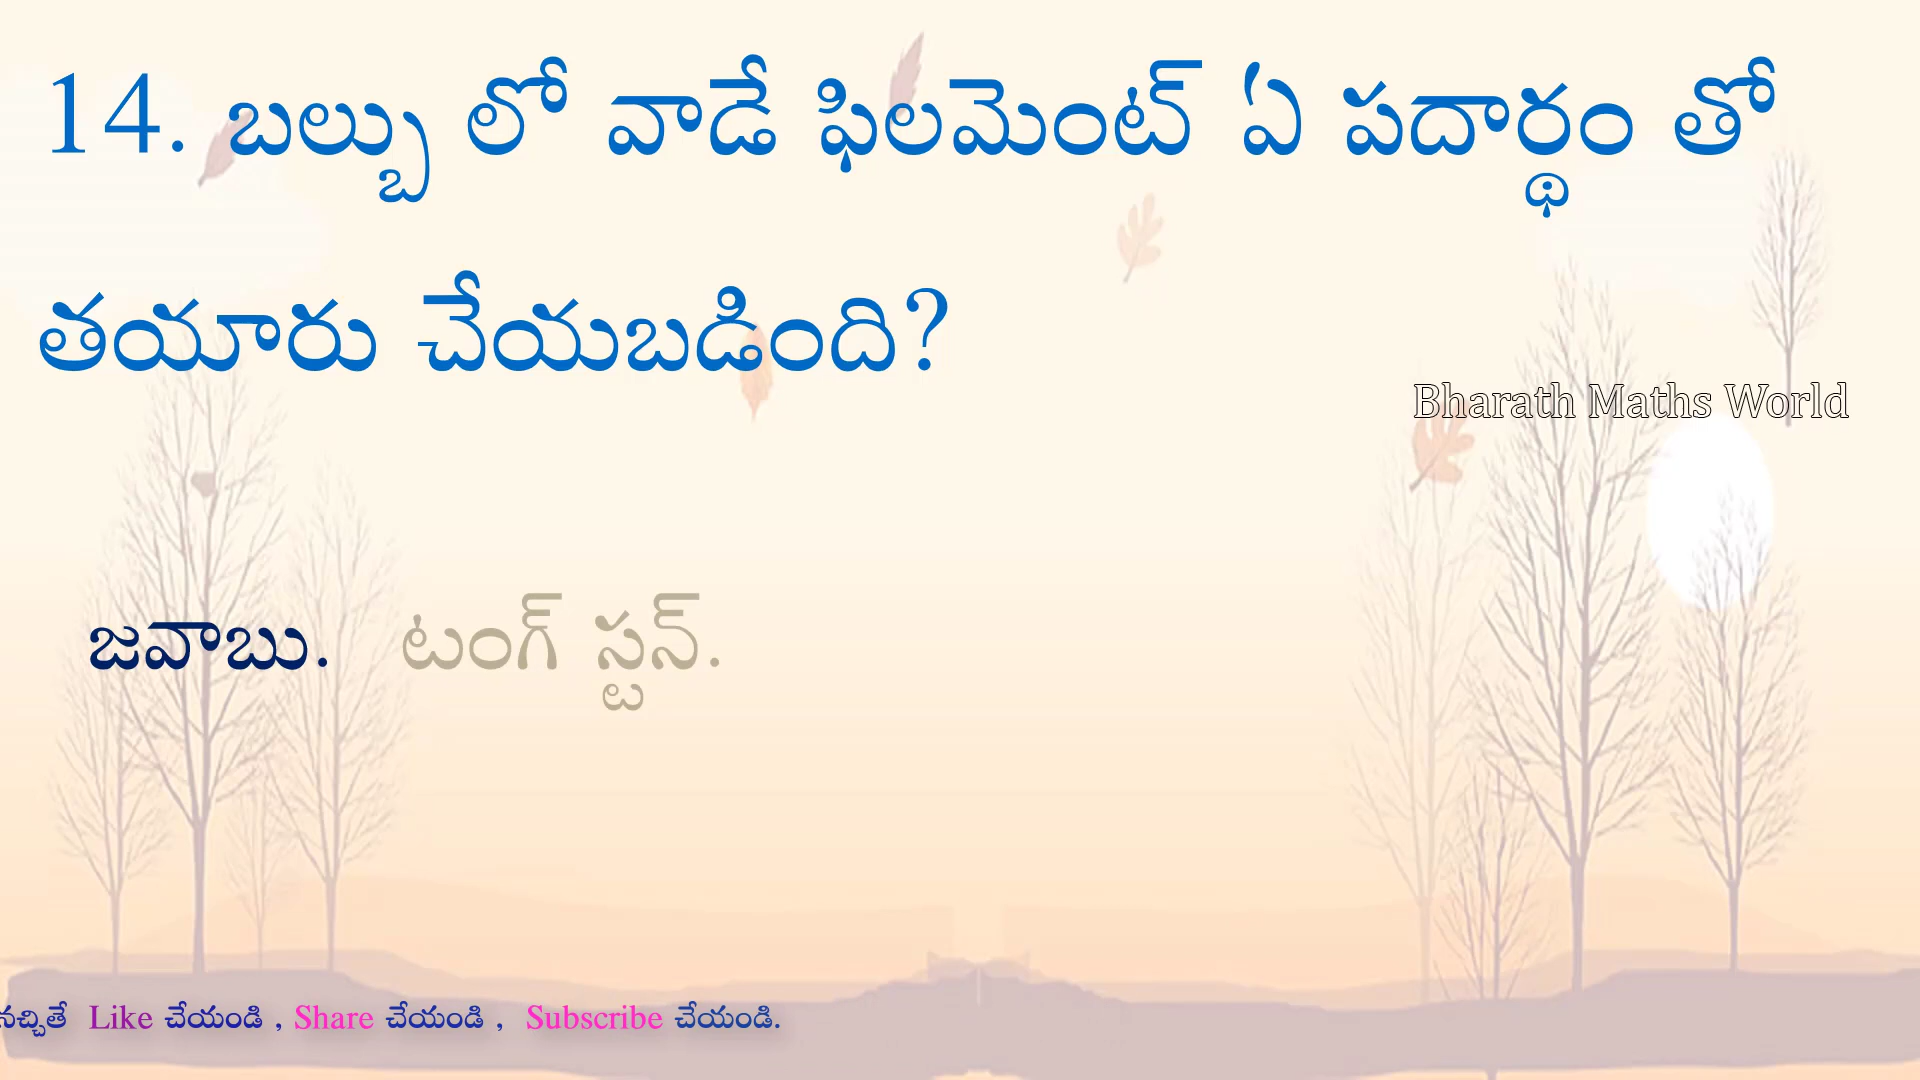 14. బల్బు లో వాడే ఫిలమెంట్ ఏ పదార్థం తో
తయారు చేయబడింది?
Bharath Maths World
జవాబు. టంగ్ స్టన్.
నచ్చితే Like చేయండి , Share చేయండి , Subscribe చేయండి.